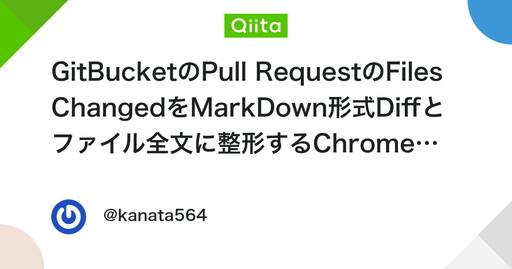 Qiita
GitBucketのPull RequestのFiles
ChangedをMarkDown形式Diffと
ファイル全文に整形するChrome…
@kanata564